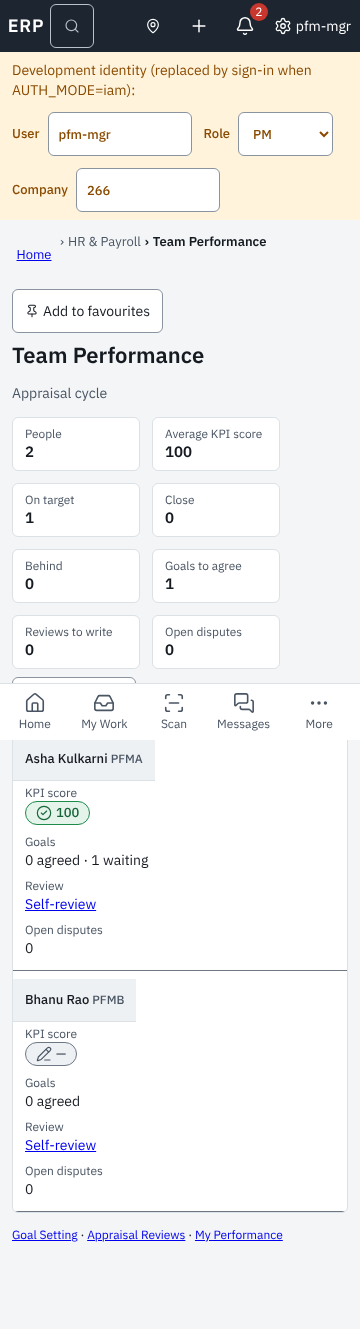 ERP
2
pfm-mgr
Development identity (replaced by sign-in when
AUTH_MODE=iam):
User pfm-mgr Role PM
Company 266
Home › HR & Payroll › Team Performance
Add to favourites
Team Performance
Appraisal cycle
People
2
Average KPI score
100
On target
1
Close
0
Behind
0
Goals to agree
1
Reviews to write
0
Open disputes
0
Home
My Work
Scan
Messages
More
Asha Kulkarni PFMA
KPI score
100
Goals
0 agreed · 1 waiting
Review
Self-review
Open disputes
0
Bhanu Rao PFMB
KPI score
—
Goals
0 agreed
Review
Self-review
Open disputes
0
Goal Setting · Appraisal Reviews · My Performance